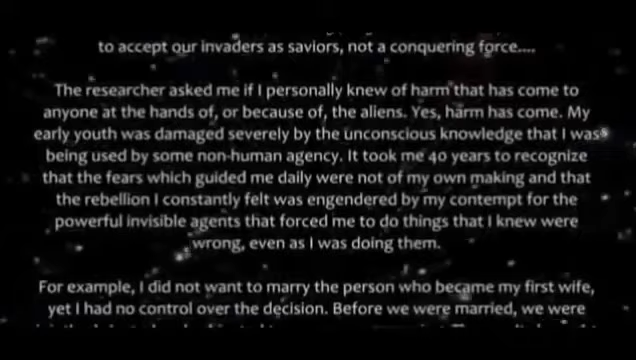 to accept our invaders as saviors, not a conquering force....
The researcher asked me if I personally knew of harm that has come to
anyone at the hands of, or because of, the aliens. Yes, harm has come. My
early youth was damaged severely by the unconscious knowledge that I was
being used by some non-human agency. It took me 40 years to recognize
that the fears which guided me daily were not of my own making and that
the rebellion I constantly felt was engendered by my contempt for the
powerful invisible agents that forced me to do things that I knew were
wrong, even as I was doing them.
For example, I did not want to marry the person who became my first wife,
yet I had no control over the decision. Before we were married, we were